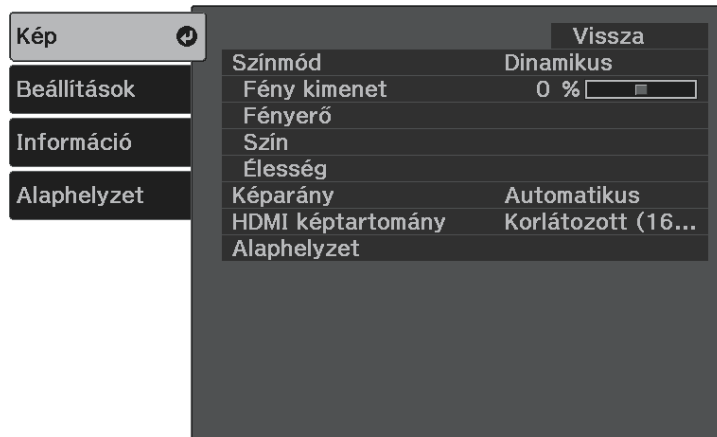 Kép
Beállítások
Információ
Alaphelyzet
Vissza
Színmód Dinamikus
Fény kimenet 0 %
Fényerő
Szín
Élesség
Képarány Automatikus
HDMI képtartomány Korlátozott (16...
Alaphelyzet